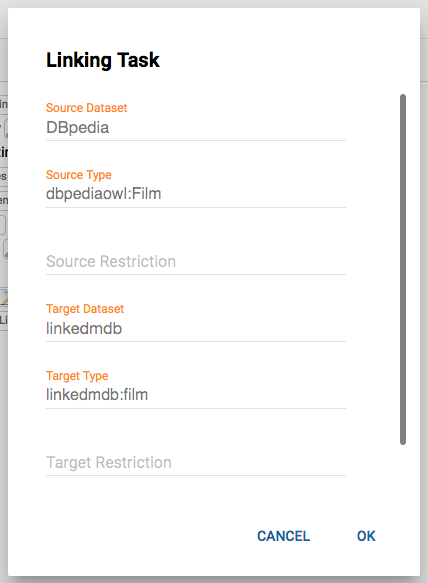 Linking Task
Source Dataset
DBpedia
Source Type
dbpediaowl:Film
Source Restriction
Target Dataset
linkedmdb
Target Type
linkedmdb:film
Target Restriction
CANCEL OK